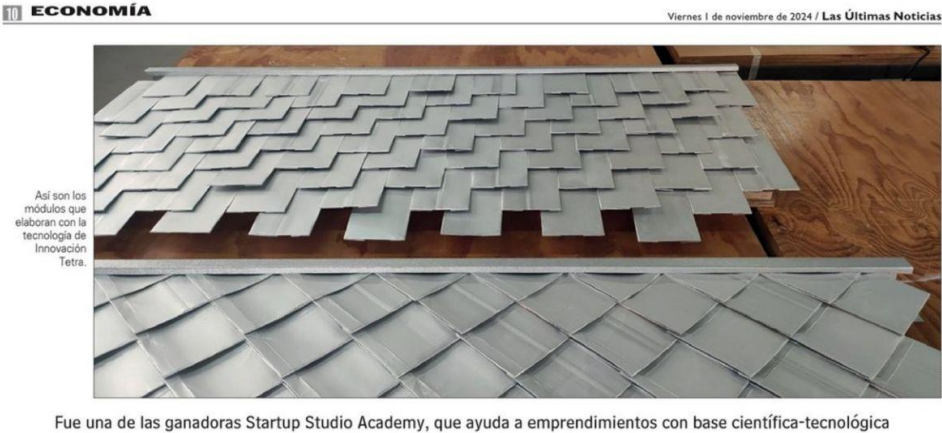 10 ECONOMÍA
Viernes 1 de noviembre de 2024 / Las Últimas Noticias
Así son los
módulos que
elaboran con la
tecnología de
Innovación
Tetra.
Fue una de las ganadoras Startup Studio Academy, que ayuda a emprendimientos con base científica-tecnológica